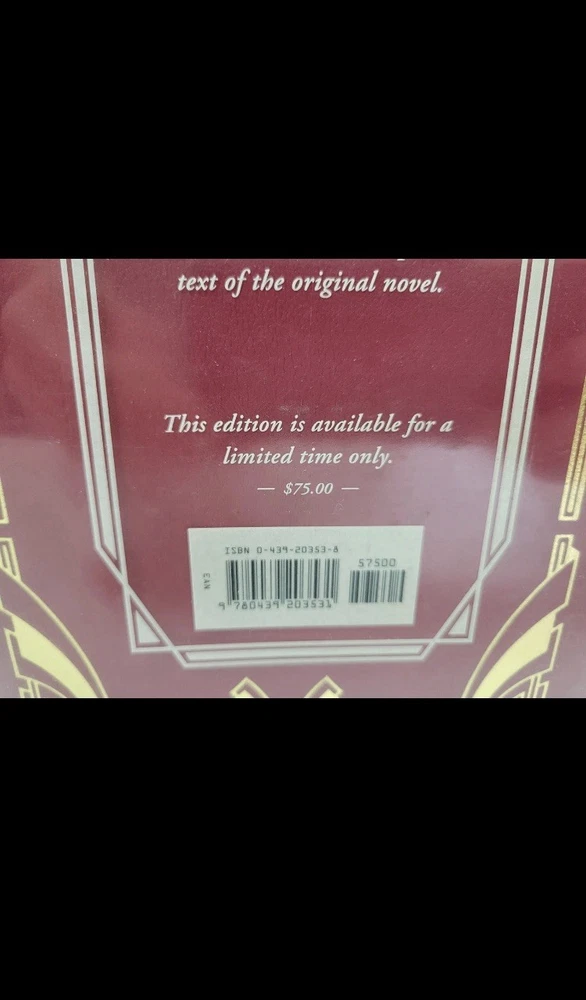 text of the original novel.
This edition is available for a
limited time only.
— $75.00 —
ISBN 0-439-20353-8
57500
EAN
9 780439 203531